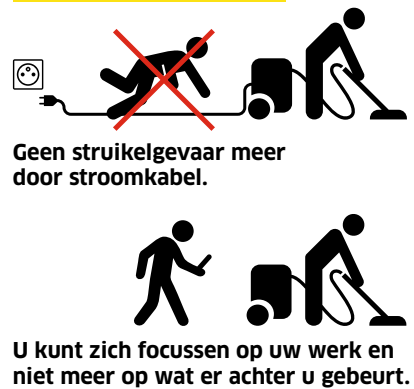 Geen struikelgevaar meer
door stroomkabel.
U kunt zich focussen op uw werk en
niet meer op wat er achter u gebeurt.